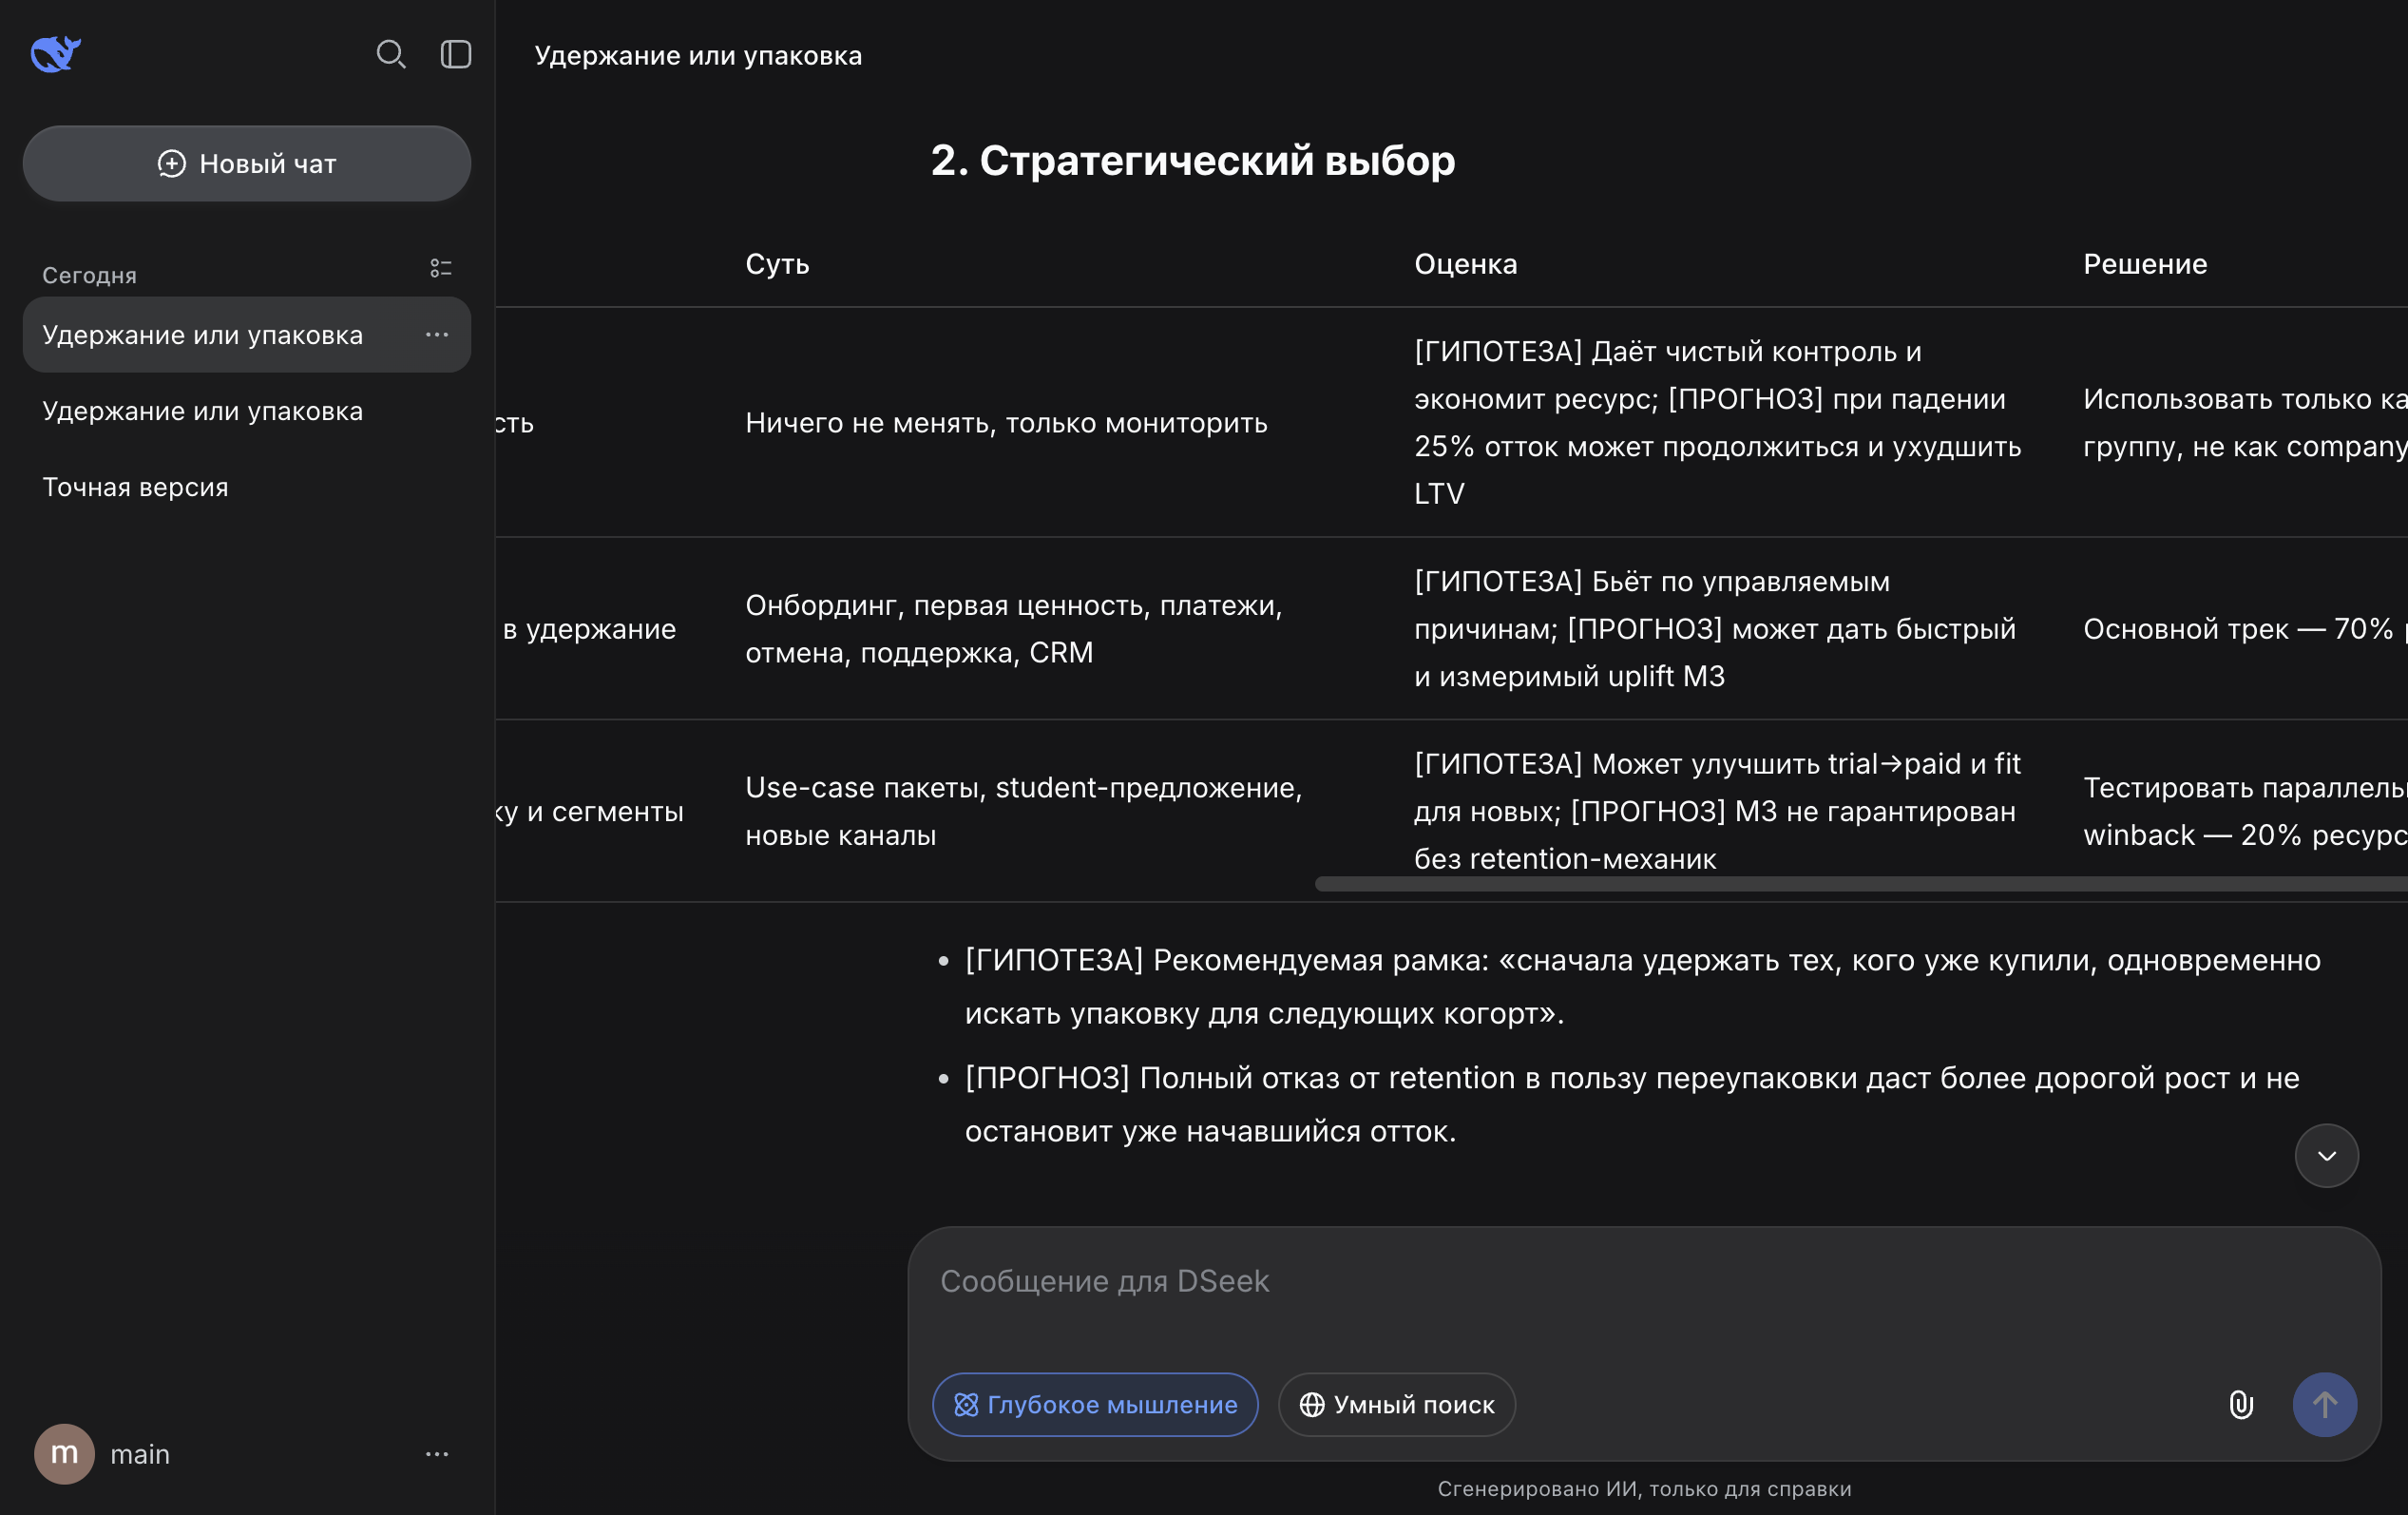 Удержание или упаковка
Новый чат
Сегодня
Удержание или упаковка
Удержание или упаковка
Точная версия
m main
2. Стратегический выбор
Суть
Оценка
Решение
Ничего не менять, только мониторить
[ГИПОТЕЗА] Даёт чистый контроль и
экономит ресурс; [ПРОГНОЗ] при падении
25% отток может продолжиться и ухудшить
LTV
Использовать только
группу, не как company
в удержание
Онбординг, первая ценность, платежи,
отмена, поддержка, CRM
[ГИПОТЕЗА] Бьёт по управляемым
причинам; [ПРОГНОЗ] может дать быстрый
и измеримый uplift M3
Основной трек — 70%
и сегменты
Use-case пакеты, student-предложение,
новые каналы
[ГИПОТЕЗА] Может улучшить trial→paid и fit
для новых; [ПРОГНОЗ] M3 не гарантирован
без retention-механик
Тестировать
winback — 20%
• [ГИПОТЕЗА] Рекомендуемая рамка: «сначала удержать тех, кого уже купили, одновременно
искать упаковку для следующих когорт».
• [ПРОГНОЗ] Полный отказ от retention в пользу переупаковки даст более дорогой рост и не
остановит уже начавшийся отток.
Сообщение для DSeek
Глубокое мышление
Умный поиск
Сгенерировано ИИ, только для справки